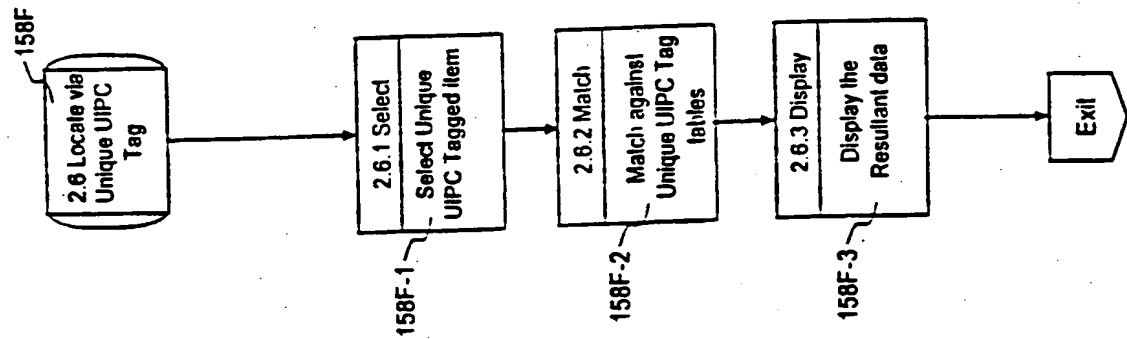 158F
2.6 Locate via
Unique UIPC
Tag
2.6.1 Select
Select Unique
UIPC Tagged item
158F-1
2.6.2 Match
Match against
Unique UIPC Tag
tables
158F-2
2.6.3 Display
Display the
Resultant data
158F-3
Exit